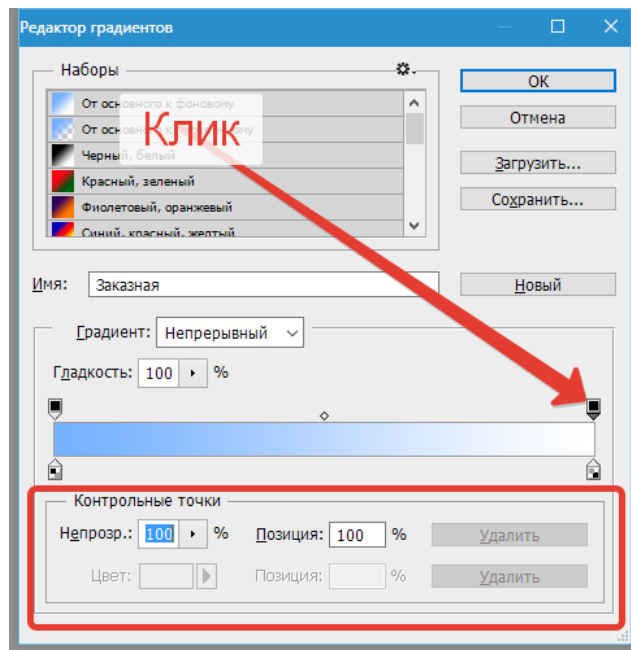 Редактор градиентов
Наборы
ОК
От основного к фоновому
Отмена
От основного к
Клик
Черный, белый
Загрузить...
Красный, зеленый
Сохранить...
Фиолетовый, оранжевый
Синий, красный, желтый
Имя: Заказная
Новый
Градиент: Непрерывный
Гладкость: 100 %
Контрольные точки
Непрозр.: 100 % Позиция: 100 % Удалить
Цвет: Позиция: % Удалить